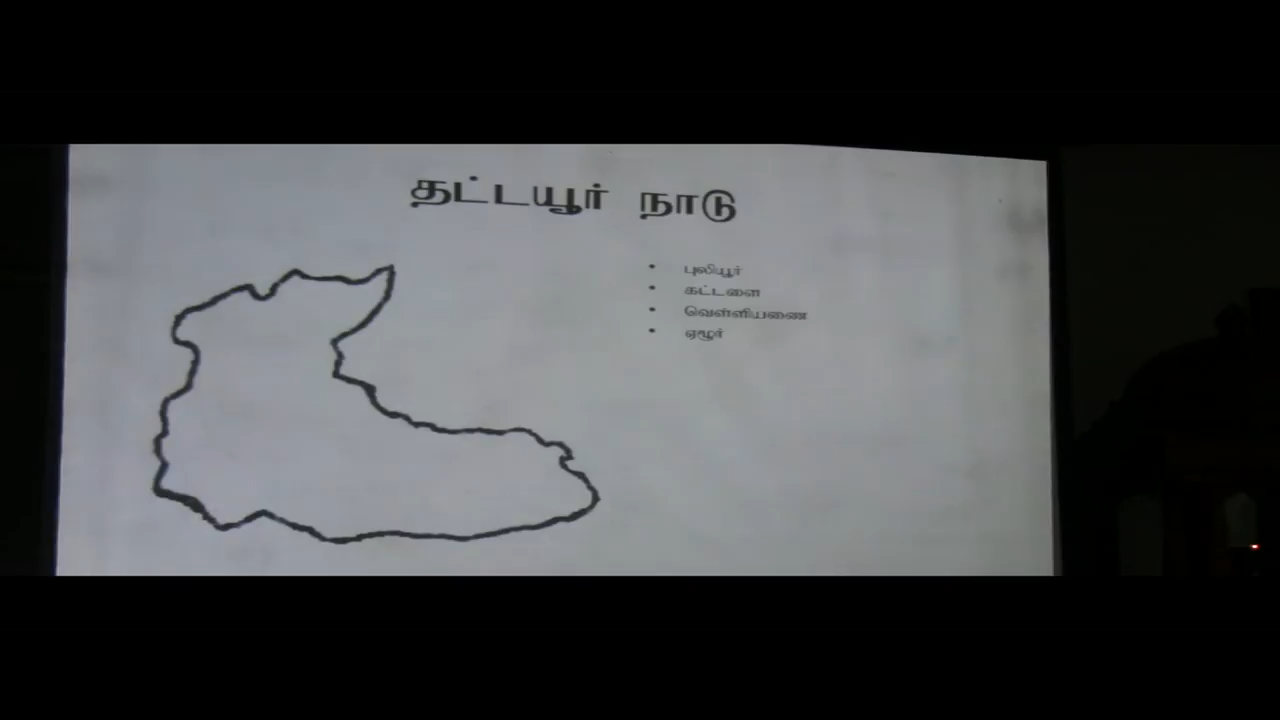 தட்டயூர் நாடு
• புலியூர்
• கட்டளை
• வெள்ளியணை
• ஏழூர்